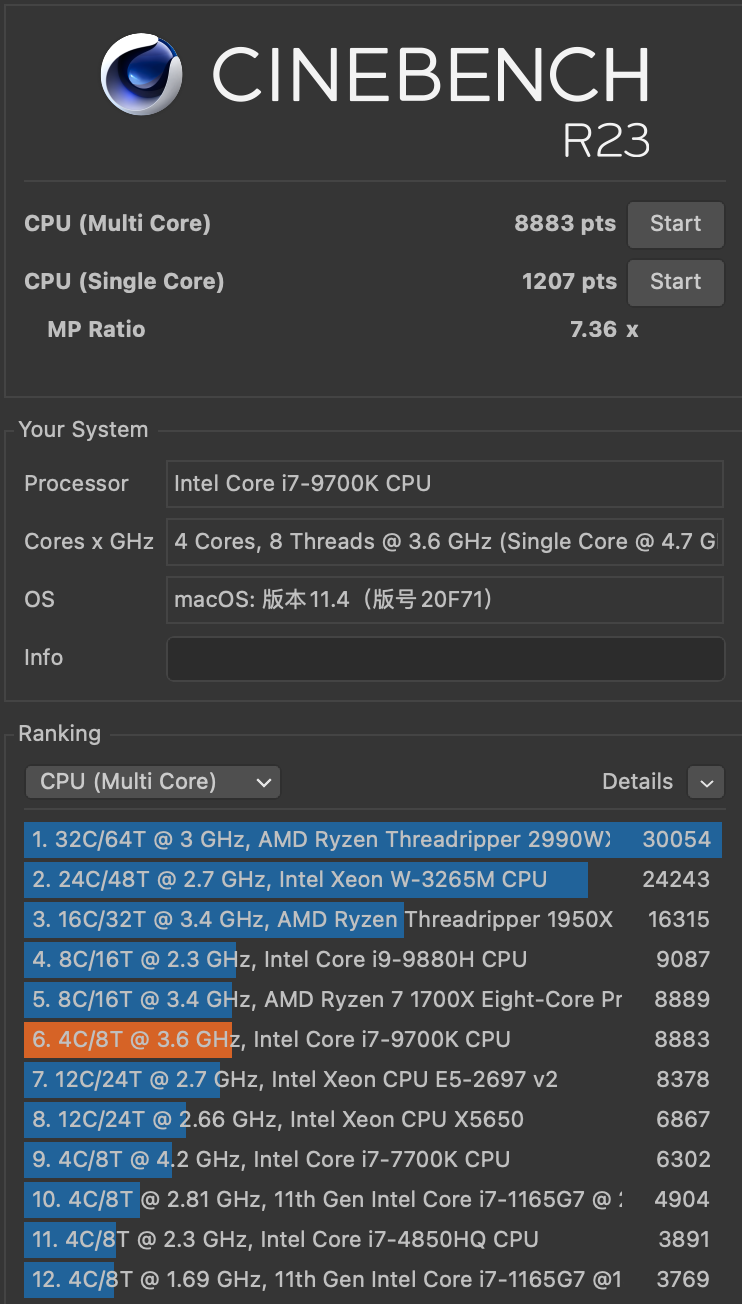 CINEBENCH
R23
CPU (Multi Core) 8883 pts Start
CPU (Single Core) 1207 pts Start
MP Ratio 7.36 x
Your System
Processor Intel Core i7-9700K CPU
Cores x GHz 4 Cores, 8 Threads @ 3.6 GHz (Single Core @ 4.7 G
OS macOS: 版本 11.4（版号 20F71）
Info
Ranking
CPU (Multi Core) Details
1. 32C/64T @ 3 GHz, AMD Ryzen Threadripper 2990WX 30054
2. 24C/48T @ 2.7 GHz, Intel Xeon W-3265M CPU 24243
3. 16C/32T @ 3.4 GHz, AMD Ryzen Threadripper 1950X 16315
4. 8C/16T @ 2.3 GHz, Intel Core i9-9880H CPU 9087
5. 8C/16T @ 3.4 GHz, AMD Ryzen 7 1700X Eight-Core Pr 8889
6. 4C/8T @ 3.6 GHz, Intel Core i7-9700K CPU 8883
7. 12C/24T @ 2.7 GHz, Intel Xeon CPU E5-2697 v2 8378
8. 12C/24T @ 2.66 GHz, Intel Xeon CPU X5650 6867
9. 4C/8T @ 4.2 GHz, Intel Core i7-7700K CPU 6302
10. 4C/8T @ 2.81 GHz, 11th Gen Intel Core i7-1165G7 @ 4904
11. 4C/8T @ 2.3 GHz, Intel Core i7-4850HQ CPU 3891
12. 4C/8T @ 1.69 GHz, 11th Gen Intel Core i7-1165G7 @1 3769